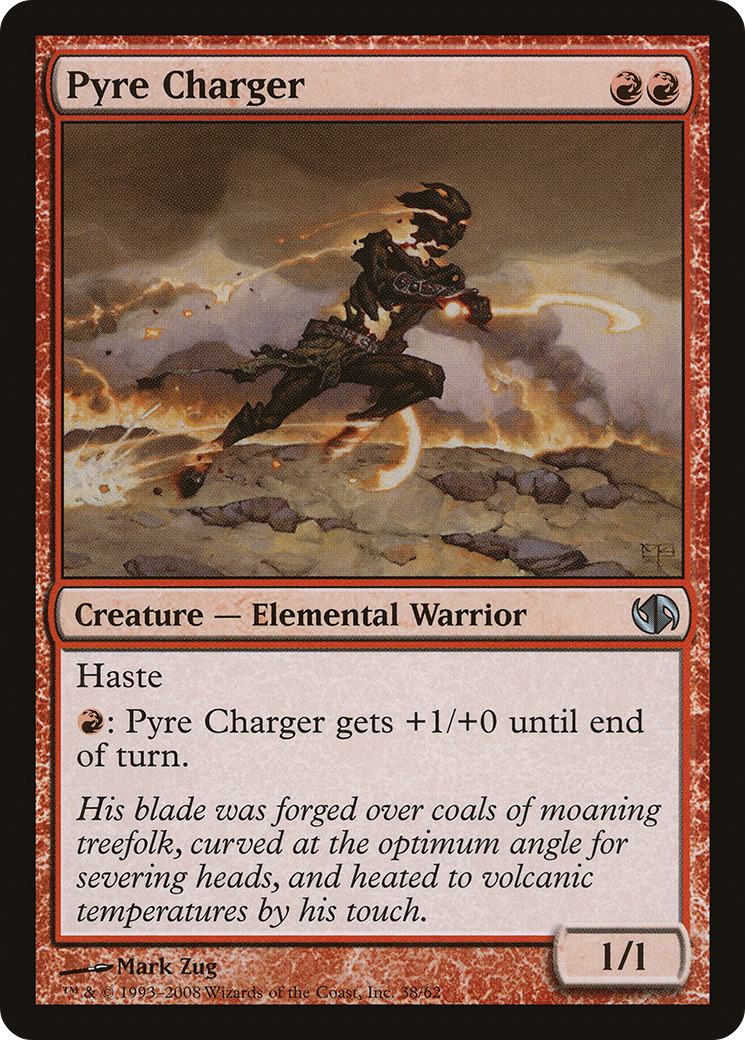 Pyre Charger
Creature — Elemental Warrior
Haste
: Pyre Charger gets +1/+0 until end
of turn.
His blade was forged over coals of moaning
treefolk, curved at the optimum angle for
severing heads, and heated to volcanic
temperatures by his touch.
1/1
Mark Zug
™ & © 1993–2008 Wizards of the Coast, Inc. 38/62